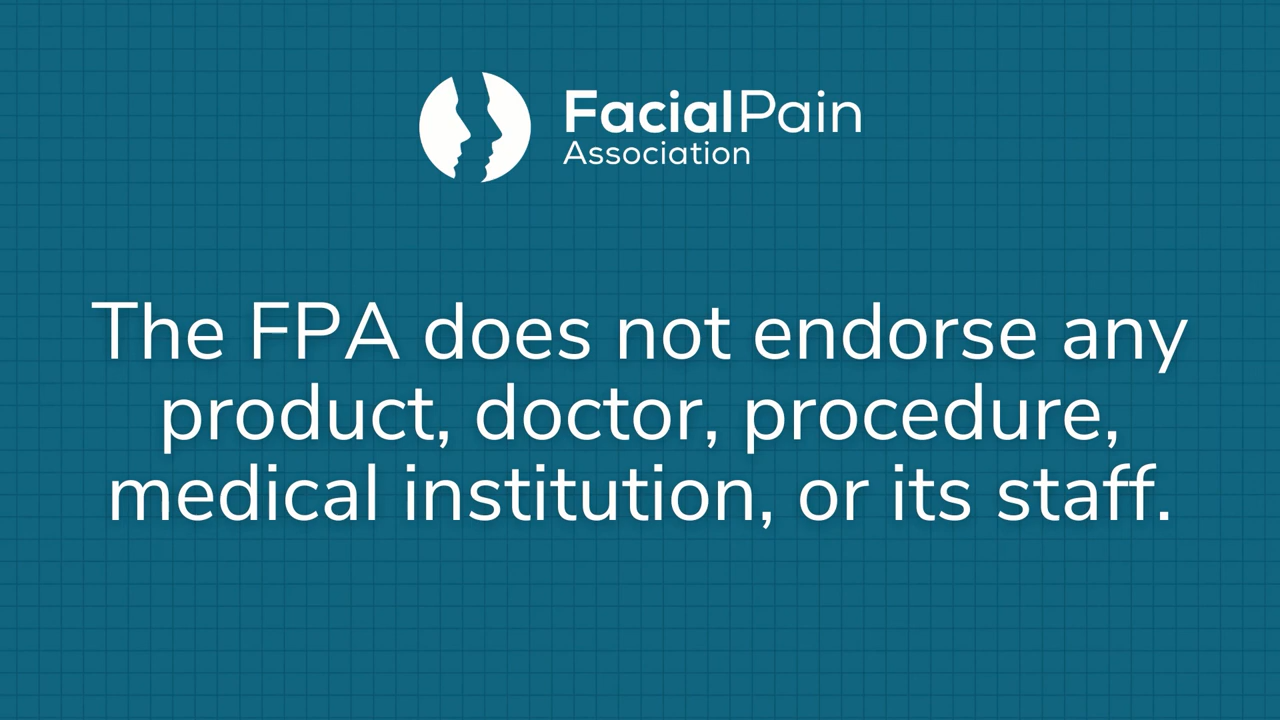 FacialPain
Association
The FPA does not endorse any
product, doctor, procedure,
medical institution, or its staff.